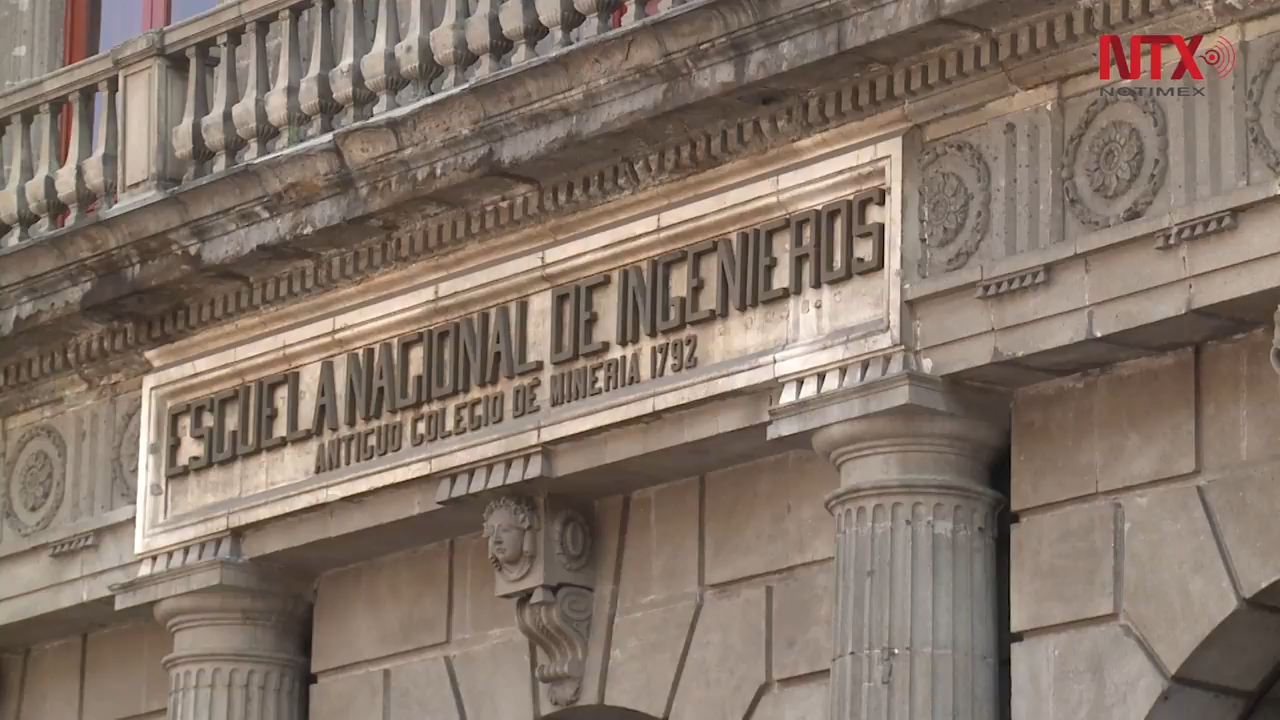 NTX
NOTIMEX
ESCUELA NACIONAL DE INGENIEROS
ANTIGUO COLEGIO DE MINERIA 1792